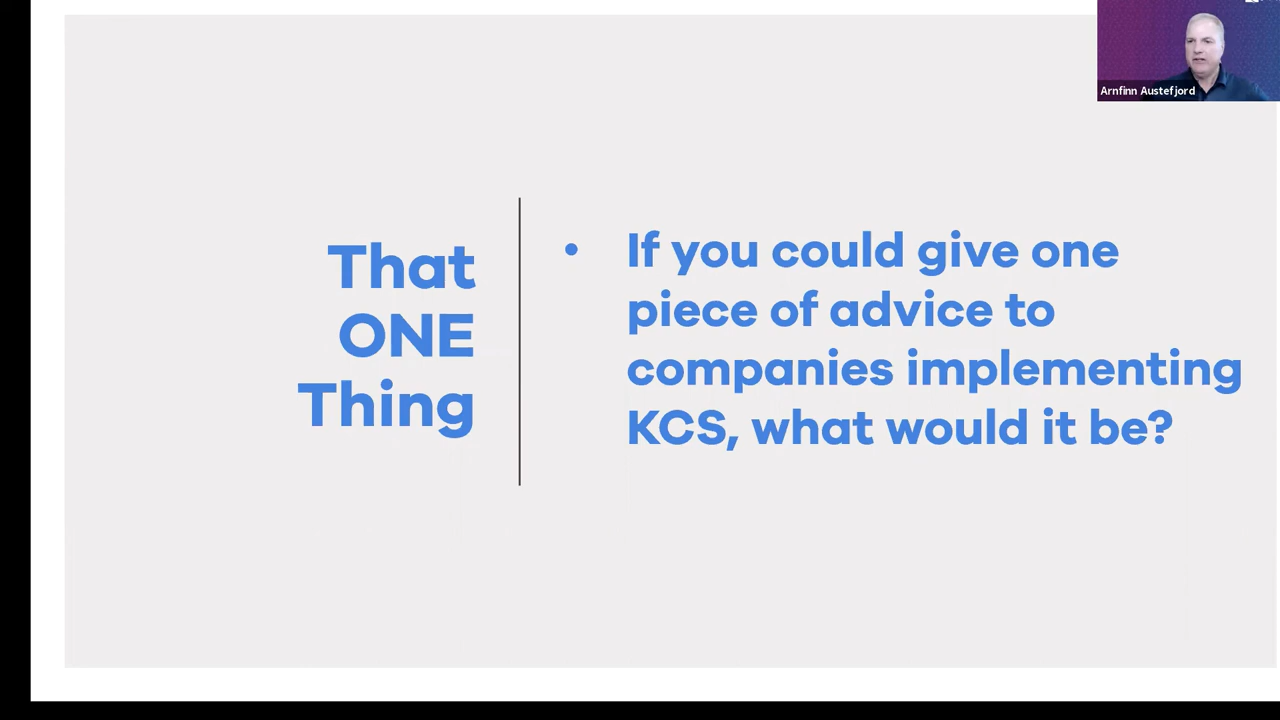 Arnfinn Austefjord
That
ONE
Thing
• If you could give one
piece of advice to
companies implementing
KCS, what would it be?